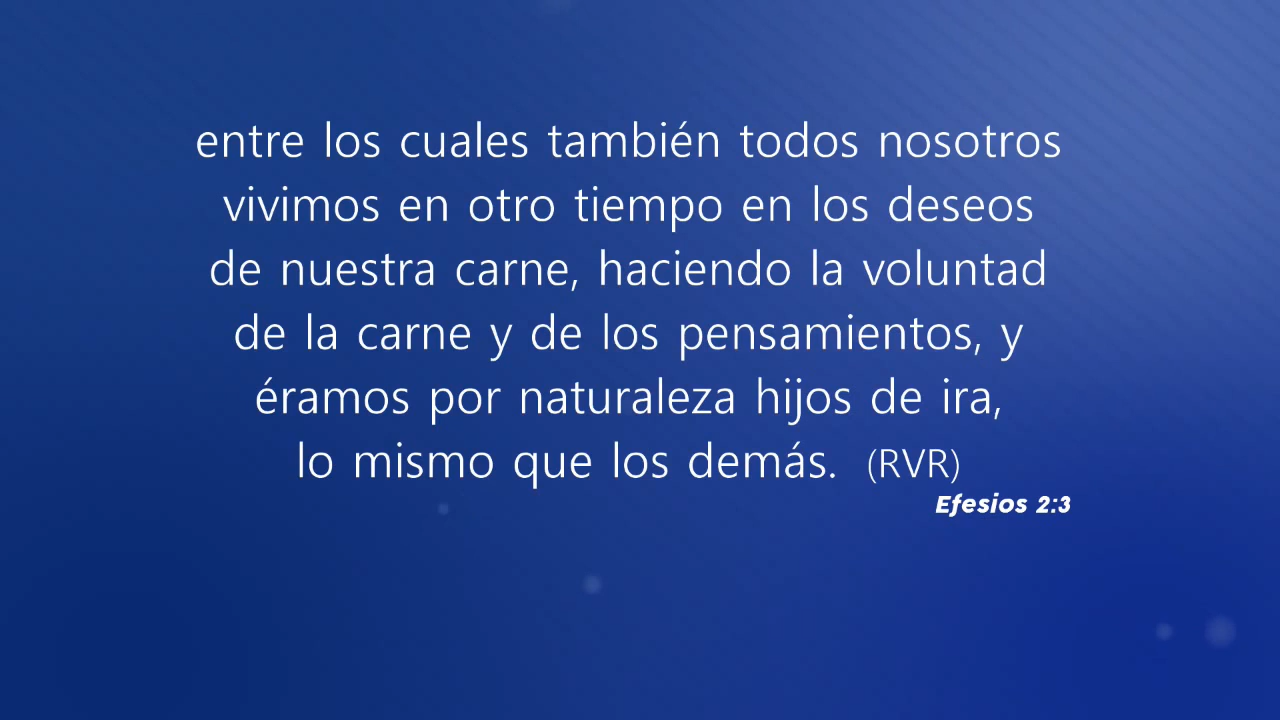 entre los cuales también todos nosotros
vivimos en otro tiempo en los deseos
de nuestra carne, haciendo la voluntad
de la carne y de los pensamientos, y
éramos por naturaleza hijos de ira,
lo mismo que los demás. (RVR)
Efesios 2:3